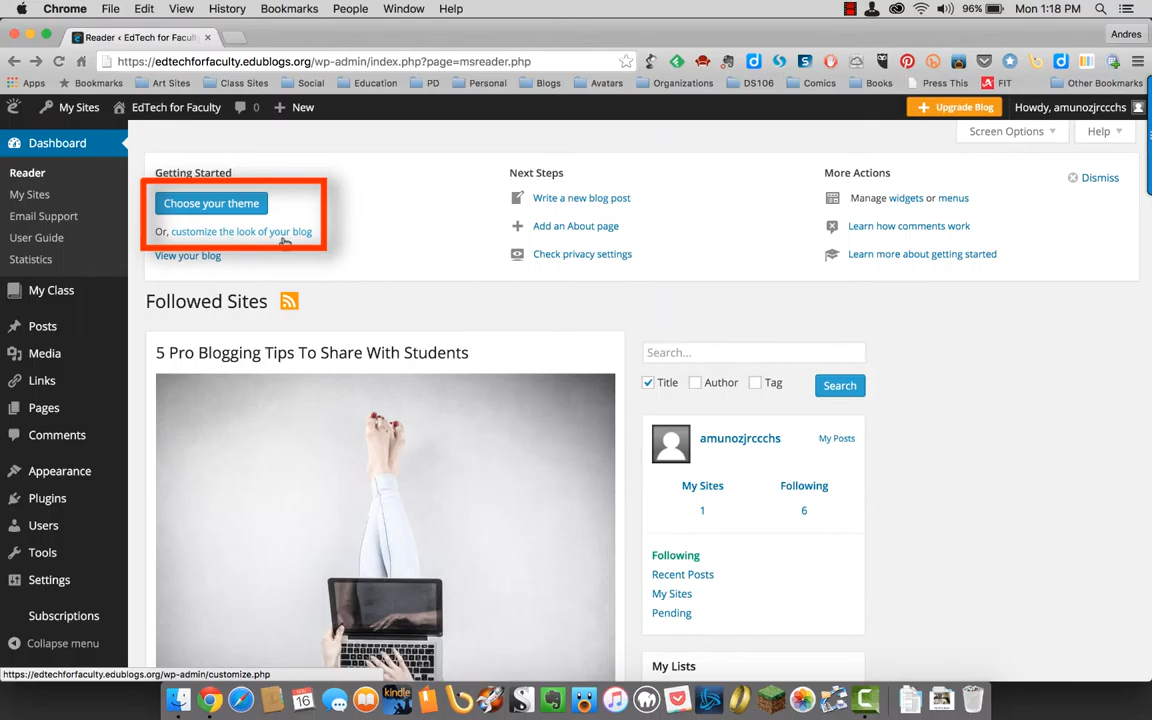 Chrome File Edit View History Bookmarks People Window Help 96% Mon 1:18 PM
Reader < EdTech for Facult × Andres
https://edtechforfaculty.edublogs.org/wp-admin/index.php?page=msreader.php
Apps Bookmarks Art Sites Class Sites Social Education PD Personal Blogs Avatars Organizations DS106 Comics Books Press This FIT Other Bookmarks
My Sites EdTech for Faculty 0 New Upgrade Blog Howdy, amunozjrccchs
Screen Options Help
Dashboard
Reader
My Sites
Email Support
User Guide
Statistics
My Class
Posts
Media
Links
Pages
Comments
Appearance
Plugins
Users
Tools
Settings
Subscriptions
Collapse menu
Getting Started
Choose your theme
Or, customize the look of your blog
View your blog
Next Steps
Write a new blog post
Add an About page
Check privacy settings
More Actions
Manage widgets or menus
Learn how comments work
Learn more about getting started
Dismiss
Followed Sites
5 Pro Blogging Tips To Share With Students
Search...
Title Author Tag Search
amunozjrccchs My Posts
My Sites Following
1 6
Following
Recent Posts
My Sites
Pending
My Lists
https://edtechforfaculty.edublogs.org/wp-admin/customize.php
16
kindle